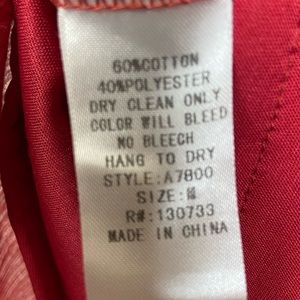 60%COTTON
40%POLYESTER
DRY CLEAN ONLY
COLOR WILL BLEED
NO BLEECH
HANG TO DRY
STYLE:A7800
SIZE:M
R#:130733
MADE IN CHINA